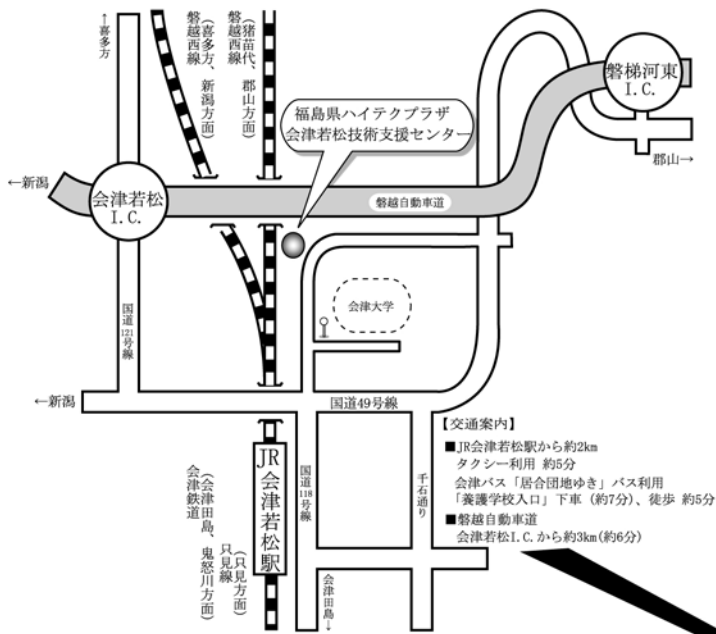 ←喜多方
磐越西線
(喜多方、新潟方面)
磐越西線
(猪苗代、郡山方面)
磐梯河東
I.C.
福島県ハイテクプラザ
会津若松技術支援センター
郡山→
←新潟
会津若松
I.C.
磐越自動車道
会津大学
国道121号線
←新潟
国道49号線
【交通案内】
■JR会津若松駅から約2km
タクシー利用 約5分
会津バス「居合団地ゆき」バス利用
「養護学校入口」下車(約7分)、徒歩 約5分
■磐越自動車道
会津若松I.C.から約3km(約6分)
JR会津若松駅
国道118号線
千石通り
会津鉄道
(会津田島、鬼怒川方面)
只見線
(只見方面)
会津田島→